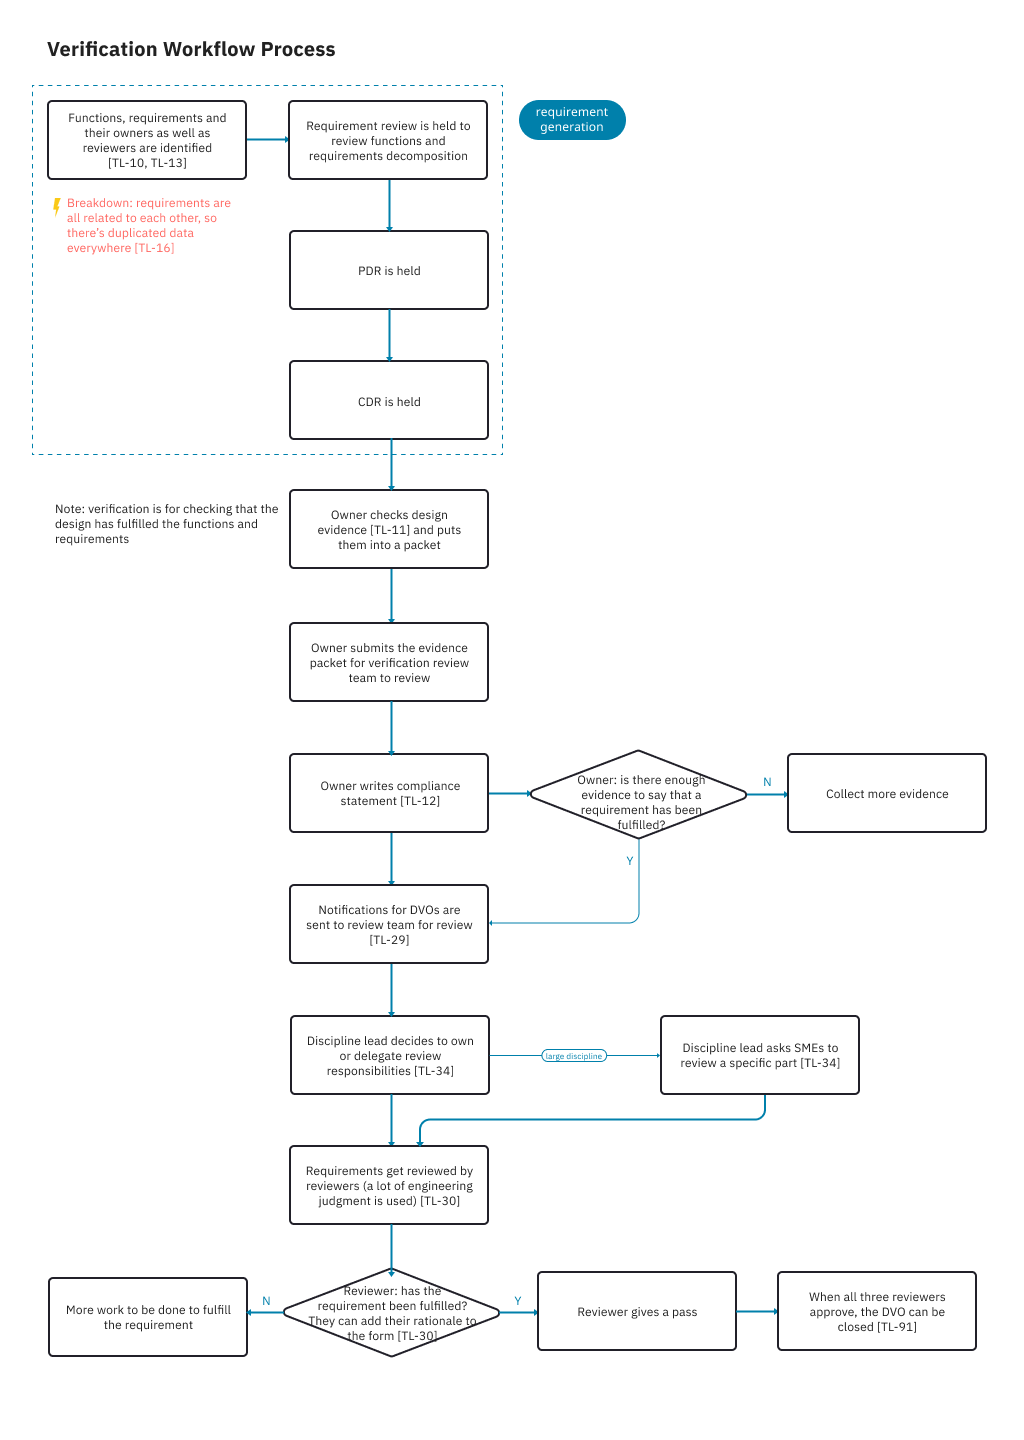 Verification Workflow Process
Functions, requirements and
their owners as well as
reviewers are identified
[TL-10, TL-13]
Requirement review is held to
review functions and
requirements decomposition
requirement
generation
Breakdown: requirements are
all related to each other, so
there's duplicated data
everywhere [TL-16]
PDR is held
CDR is held
Note: verification is for checking that the
design has fulfilled the functions and
requirements
Owner checks design
evidence [TL-11] and puts
them into a packet
Owner submits the evidence
packet for verification review
team to review
Owner writes compliance
statement [TL-12]
Owner: is there enough
evidence to say that a
requirement has been
fulfilled?
N
Collect more evidence
Y
Notifications for DVOs are
sent to review team for review
[TL-29]
Discipline lead decides to own
or delegate review
responsibilities [TL-34]
large discipline
Discipline lead asks SMEs to
review a specific part [TL-34]
Requirements get reviewed by
reviewers (a lot of engineering
judgment is used) [TL-30]
More work to be done to fulfill
the requirement
N
Reviewer: has the
requirement been fulfilled?
They can add their rationale to
the form [TL-30]
Y
Reviewer gives a pass
When all three reviewers
approve, the DVO can be
closed [TL-91]